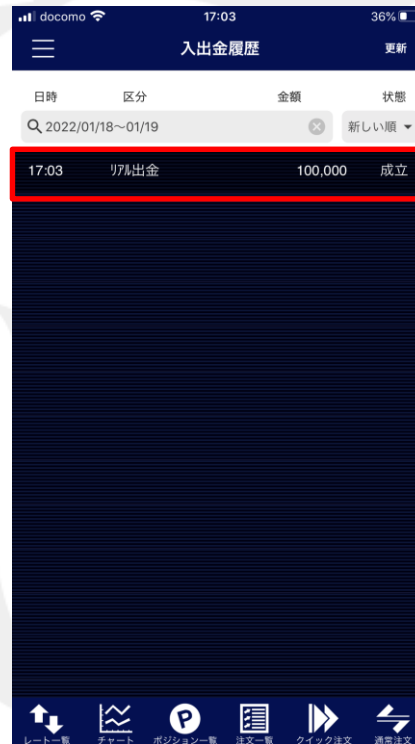 docomo 17:03 36%
入出金履歴 更新
日時 区分 金額 状態
2022/01/18～01/19 新しい順
17:03 ﾘｱﾙ出金 100,000 成立
レート一覧 チャート ポジション一覧 注文一覧 クイック注文 通常注文